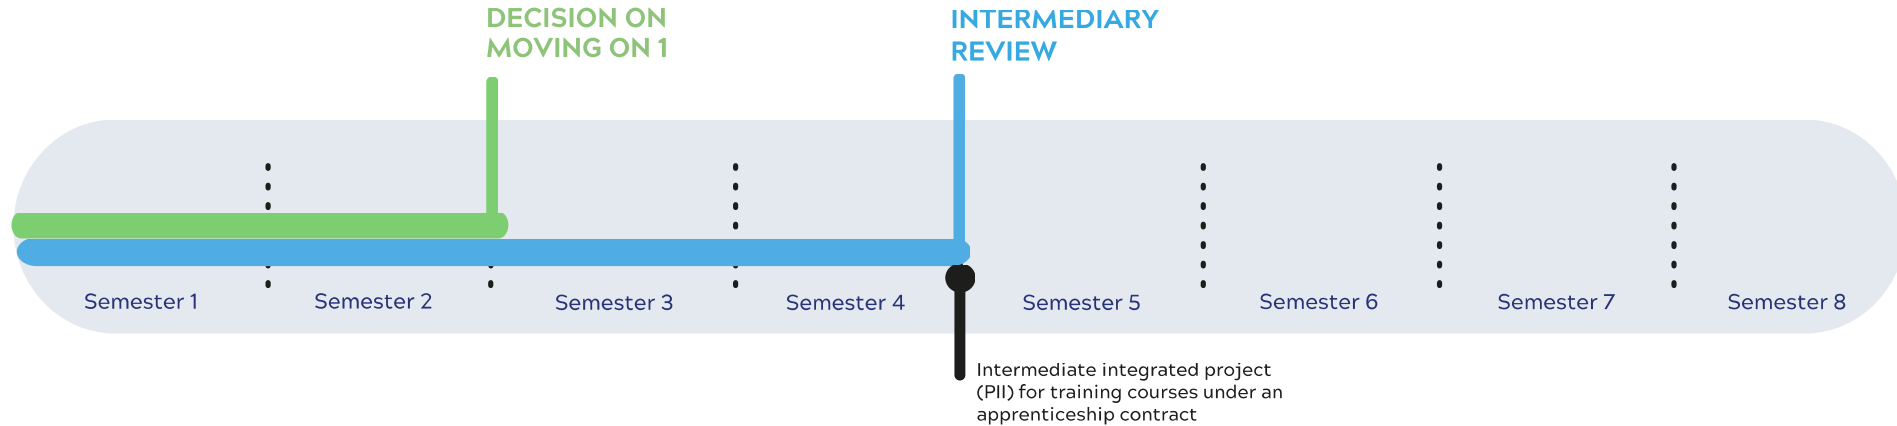 DECISION ON
MOVING ON 1
INTERMEDIARY
REVIEW
Semester 1
Semester 2
Semester 3
Semester 4
Semester 5
Semester 6
Semester 7
Semester 8
Intermediate integrated project
(PII) for training courses under an
apprenticeship contract